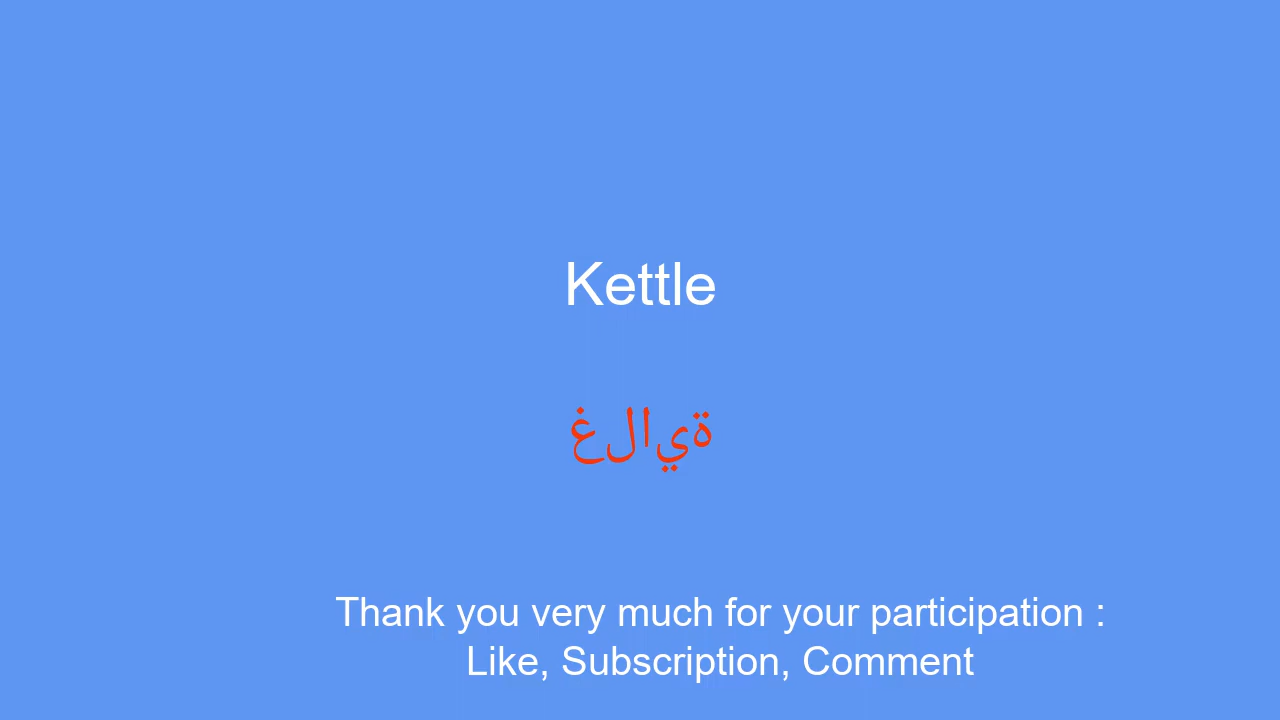 Kettle
غلاية
Thank you very much for your participation :
Like, Subscription, Comment